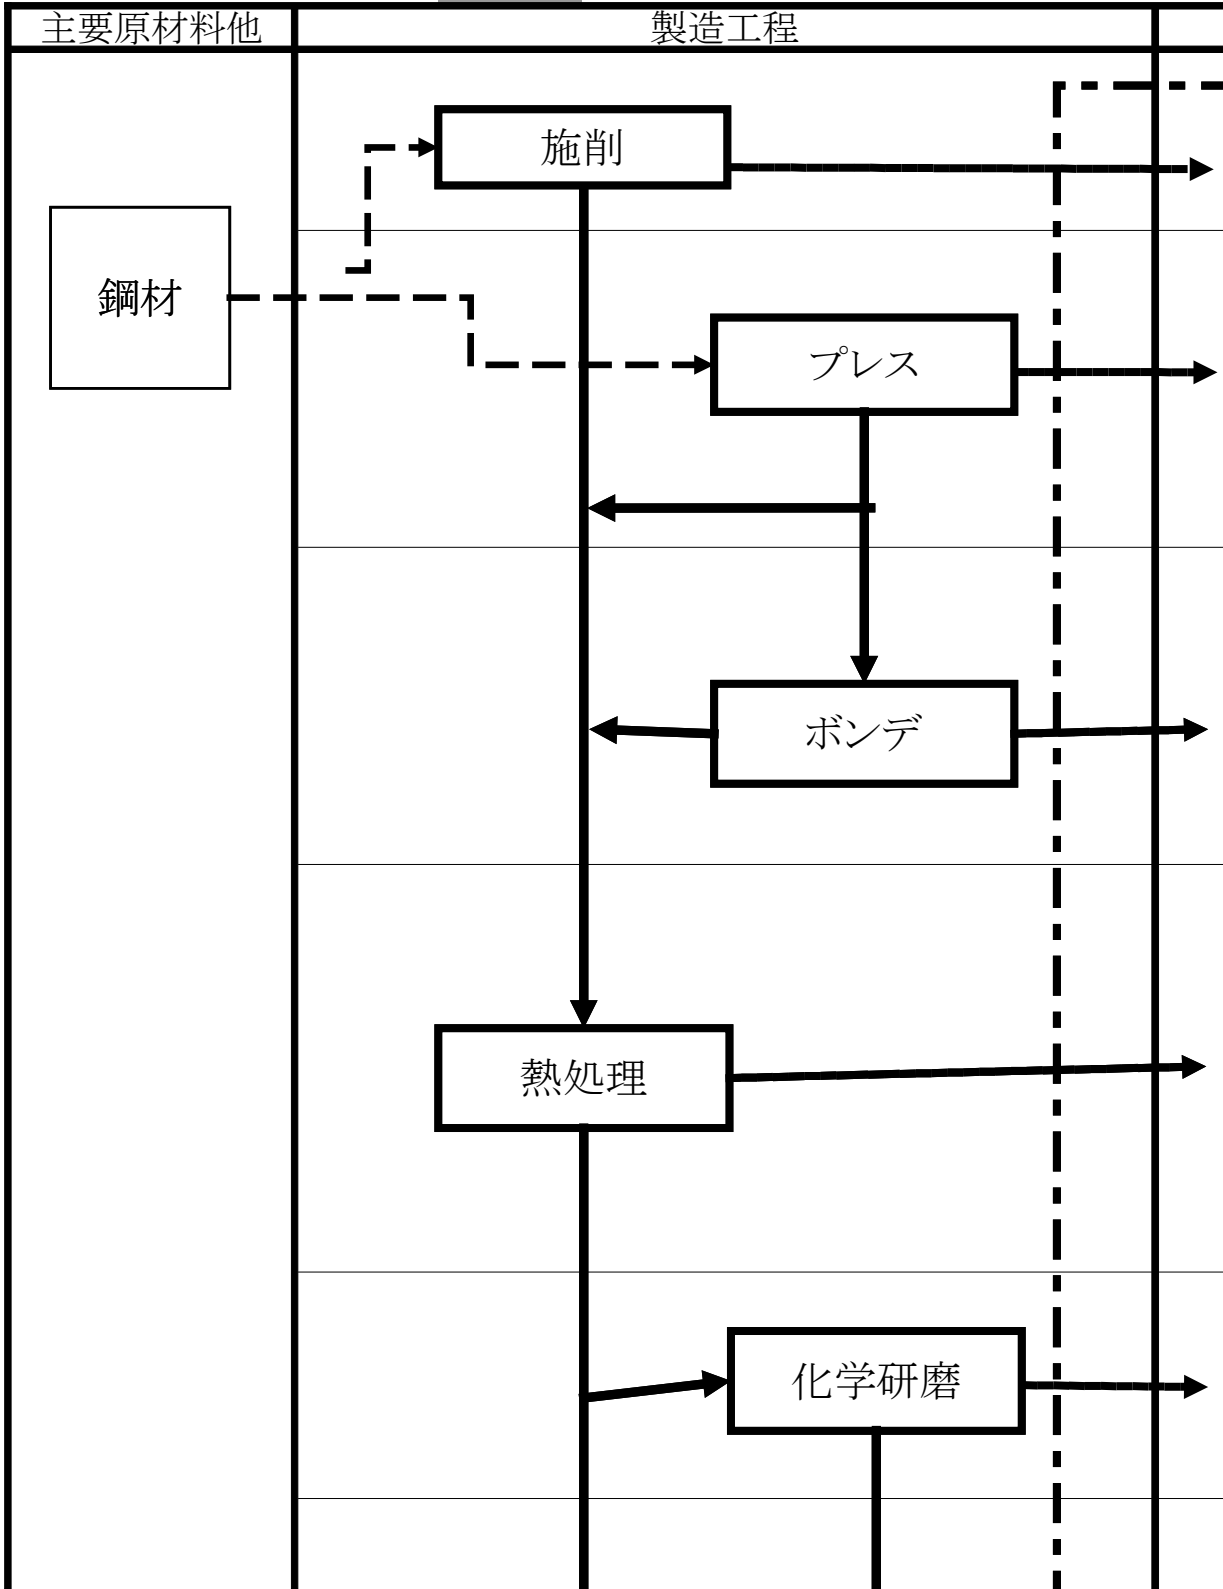 主要原材料他
製造工程
施削
鋼材
プレス
ボンデ
熱処理
化学研磨